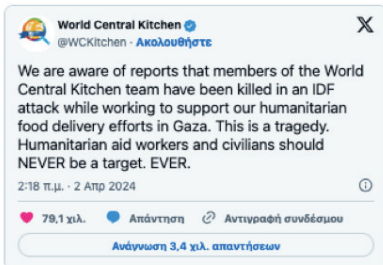 World Central Kitchen
@WCKitchen · Ακολουθήστε
We are aware of reports that members of the World
Central Kitchen team have been killed in an IDF
attack while working to support our humanitarian
food delivery efforts in Gaza. This is a tragedy.
Humanitarian aid workers and civilians should
NEVER be a target. EVER.
2:18 π.μ. · 2 Απρ 2024
79,1 χιλ. Απάντηση Αντιγραφή συνδέσμου
Ανάγνωση 3,4 χιλ. απαντήσεων